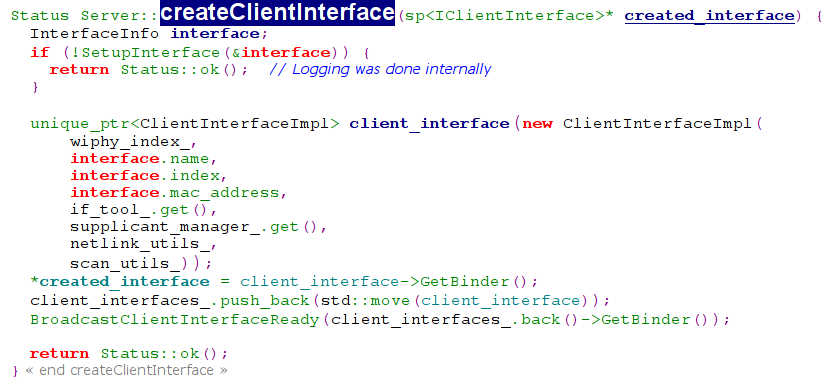 Status Server::createClientInterface(sp<IClientInterface>* created_interface) {
InterfaceInfo interface;
if (!SetupInterface(&interface)) {
return Status::ok(); // Logging was done internally
}
unique_ptr<ClientInterfaceImpl> client_interface(new ClientInterfaceImpl(
wiphy_index_,
interface.name,
interface.index,
interface.mac_address,
if_tool_.get(),
supplicant_manager_.get(),
netlink_utils_,
scan_utils_));
*created_interface = client_interface->GetBinder();
client_interfaces_.push_back(std::move(client_interface));
BroadcastClientInterfaceReady(client_interfaces_.back()->GetBinder());
return Status::ok();
} « end createClientInterface »